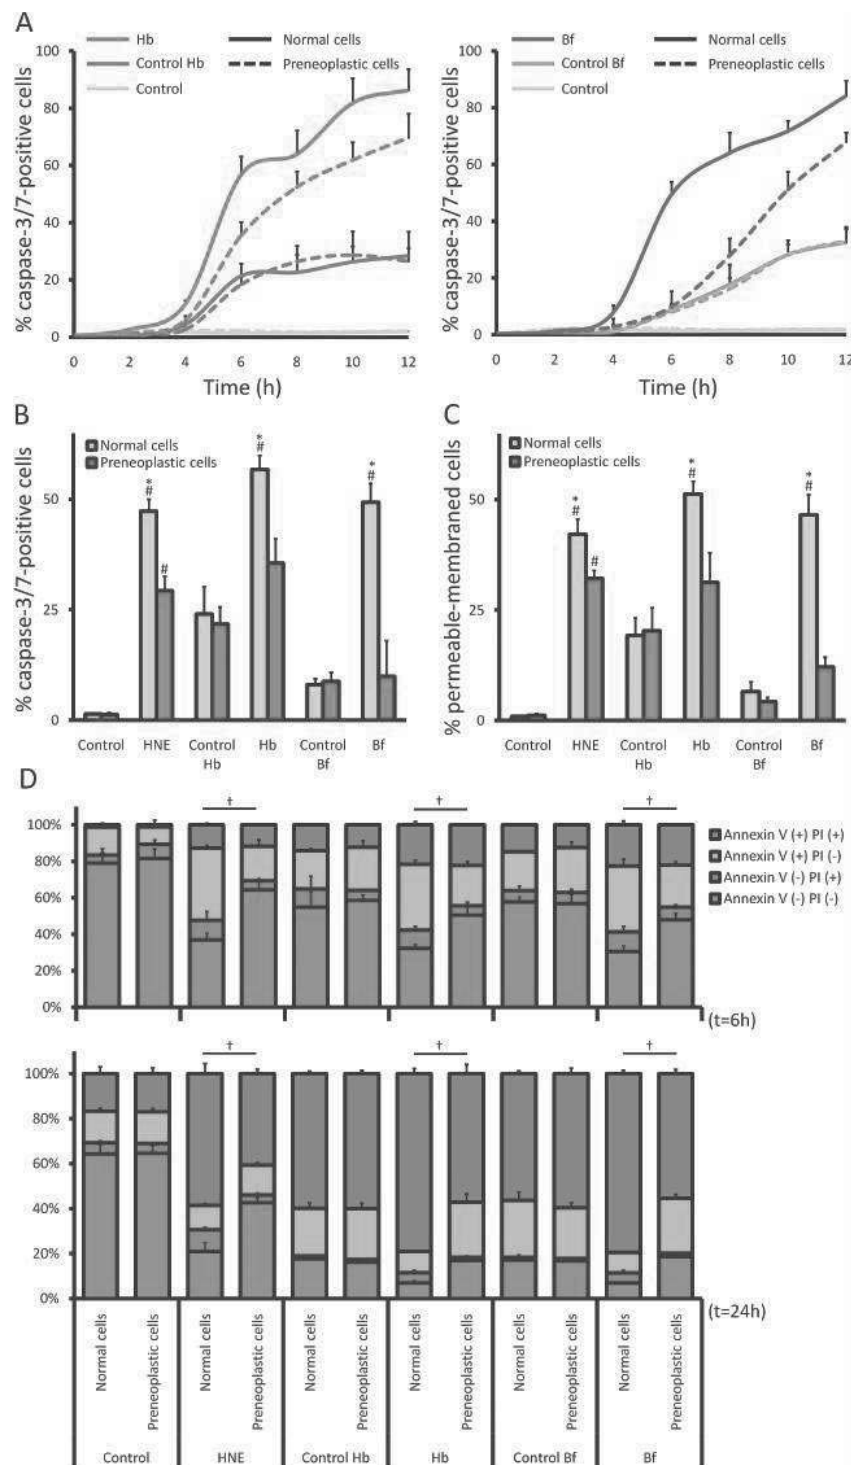 A
Hb
Normal cells
Control Hb
Preneoplastic cells
Control
% caspase-3/7-positive cells
100
80
60
40
20
0
0 2 4 6 8 10 12
Time (h)
Bf
Normal cells
Control Bf
Preneoplastic cells
Control
% caspase-3/7-positive cells
100
80
60
40
20
0
0 2 4 6 8 10 12
Time (h)
B
Normal cells
Preneoplastic cells
% caspase-3/7-positive cells
50
25
0
*
#
#
*
#
*
#
Control HNE Control Hb Control Bf
Hb Bf
C
Normal cells
Preneoplastic cells
% permeable-membraned cells
50
25
0
*
#
#
*
#
*
#
Control HNE Control Hb Control Bf
Hb Bf
D
† † †
100%
80%
60%
40%
20%
0%
Annexin V (+) PI (+)
Annexin V (+) PI (-)
Annexin V (-) PI (+)
Annexin V (-) PI (-)
(t=6h)
† † †
100%
80%
60%
40%
20%
0%
(t=24h)
Normal cells
Preneoplastic cells
Normal cells
Preneoplastic cells
Normal cells
Preneoplastic cells
Normal cells
Preneoplastic cells
Normal cells
Preneoplastic cells
Normal cells
Preneoplastic cells
Control HNE Control Hb Hb Control Bf Bf